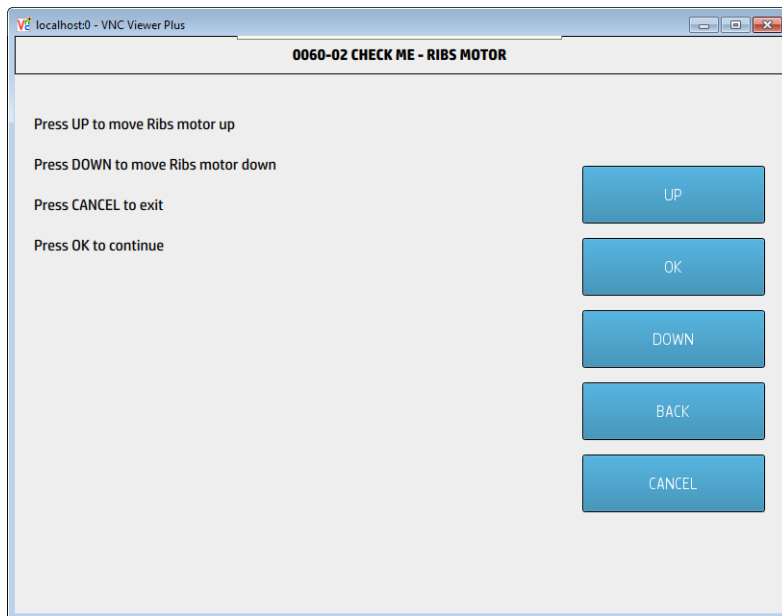 localhost:0 - VNC Viewer Plus
0060-02 CHECK ME - RIBS MOTOR
Press UP to move Ribs motor up
Press DOWN to move Ribs motor down
Press CANCEL to exit
Press OK to continue
UP
OK
DOWN
BACK
CANCEL